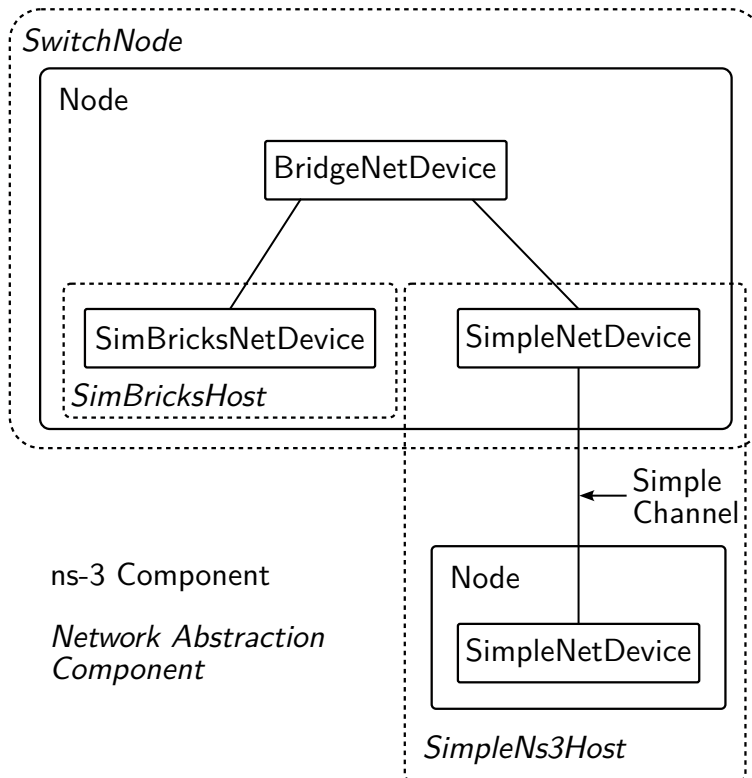 SwitchNode
Node
BridgeNetDevice
SimBricksNetDevice
SimpleNetDevice
SimBricksHost
Simple
Channel
ns-3 Component
Node
Network Abstraction
Component
SimpleNetDevice
SimpleNs3Host